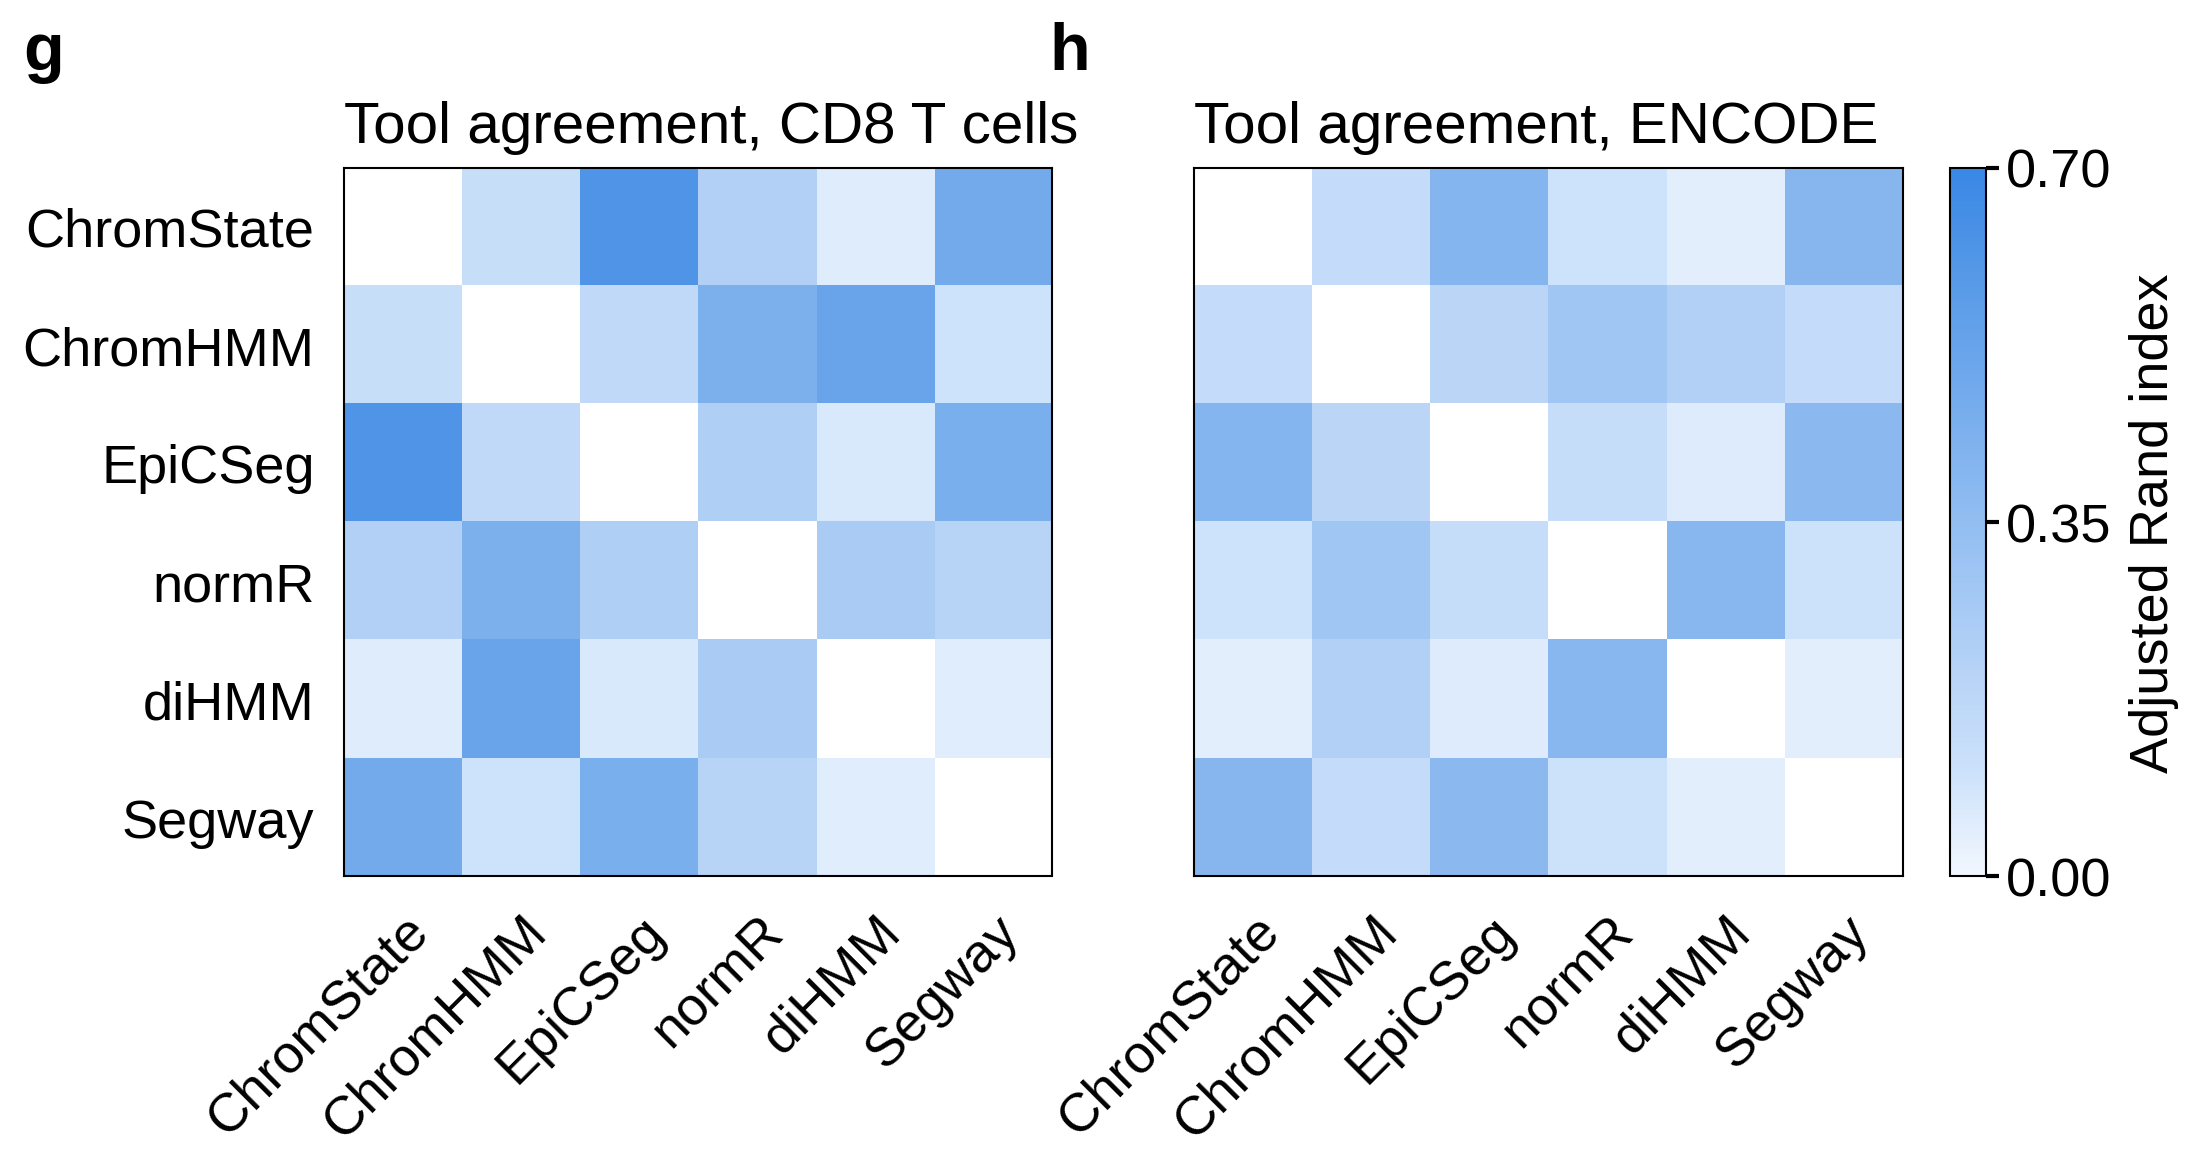 g
h
Tool agreement, CD8 T cells
Tool agreement, ENCODE
ChromState
ChromHMM
EpiCSeg
normR
diHMM
Segway
0.70
0.35
0.00
Adjusted Rand index
ChromState
ChromHMM
EpiCSeg
normR
diHMM
Segway
ChromState
ChromHMM
EpiCSeg
normR
diHMM
Segway